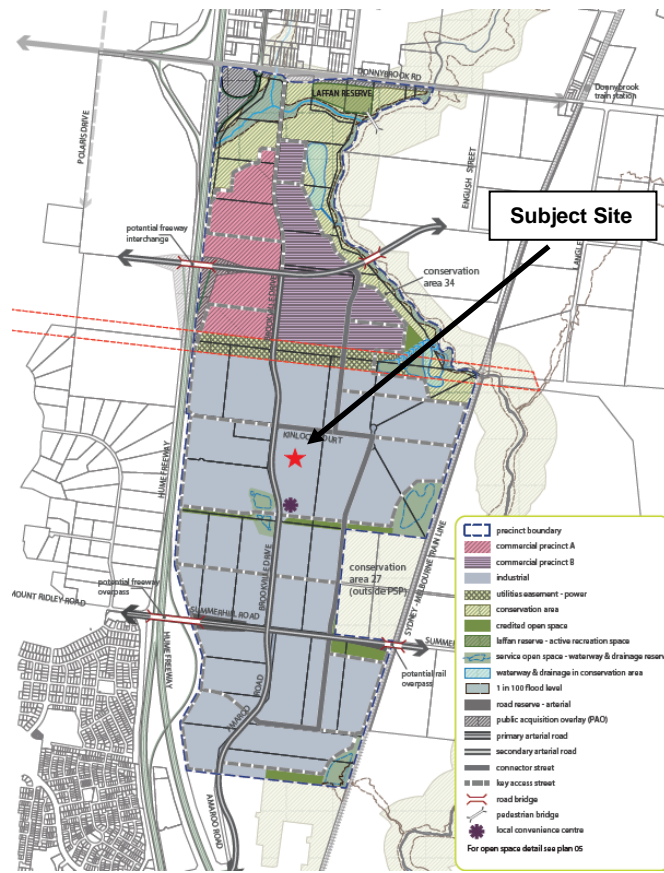 DONNYBROOK RD
Donnybrook
train station
LAFFAN RESERVE
POLARIS DRIVE
ENGLISH STREET
Subject Site
potential freeway
interchange
LANGLE
conservation
area 34
KINLOCH COURT
HUME FREEWAY
BROOKVILLE DRIVE
SYDNEY - MELBOURNE TRAIN LINE
conservation
area 27
(outside PSP)
potential freeway
overpass
MOUNT RIDLEY ROAD
SUMMERHILL ROAD
SUMMER
HUME FREEWAY
potential rail
overpass
AMAROO ROAD
AMAROO ROAD
precinct boundary
commercial precinct A
commercial precinct B
industrial
utilities easement - power
conservation area
credited open space
laffan reserve - active recreation space
service open space - waterway & drainage reserve
waterway & drainage in conservation area
1 in 100 flood level
road reserve - arterial
public acquisition overlay (PAO)
primary arterial road
secondary arterial road
connector street
key access street
road bridge
pedestrian bridge
local convenience centre
For open space detail see plan 05